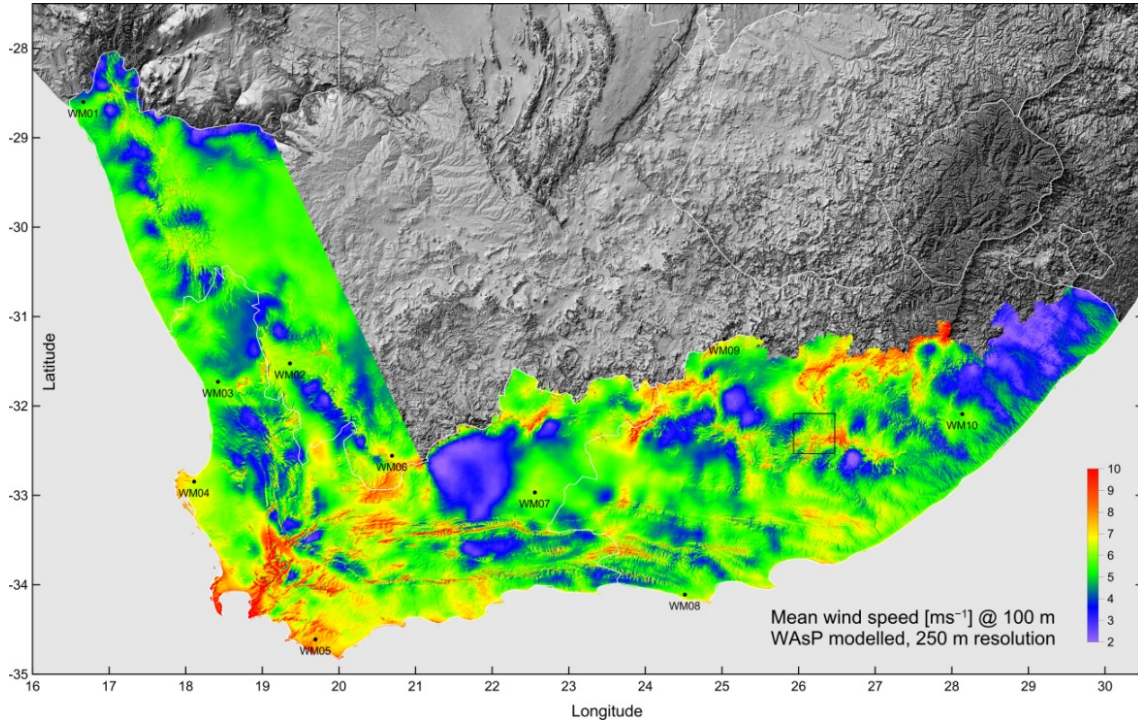 -28
-29
-30
-31
-32
-33
-34
-35
Latitude
WM01
WM09
WM02
WM03
WM10
WM06
WM04
WM07
WM08
WM05
10
9
8
7
6
5
4
3
2
Mean wind speed [ms⁻¹] @ 100 m
WAsP modelled, 250 m resolution
16 17 18 19 20 21 22 23 24 25 26 27 28 29 30
Longitude